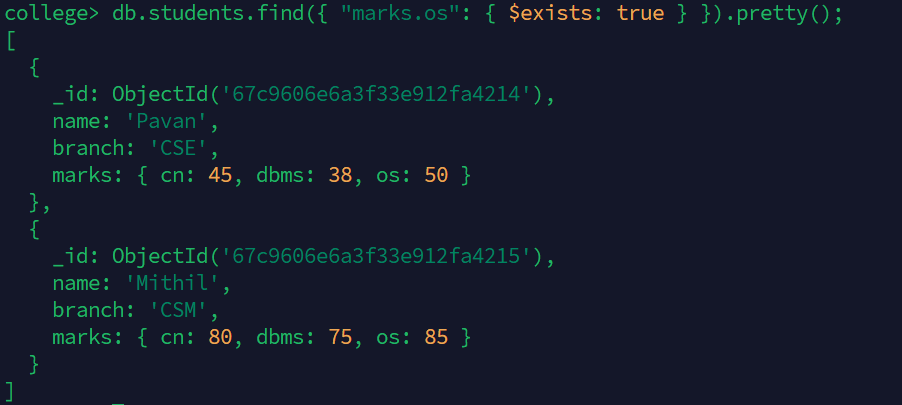 college> db.students.find({ "marks.os": { $exists: true } }).pretty();
[
  {
    _id: ObjectId('67c9606e6a3f33e912fa4214'),
    name: 'Pavan',
    branch: 'CSE',
    marks: { cn: 45, dbms: 38, os: 50 }
  },
  {
    _id: ObjectId('67c9606e6a3f33e912fa4215'),
    name: 'Mithil',
    branch: 'CSM',
    marks: { cn: 80, dbms: 75, os: 85 }
  }
]